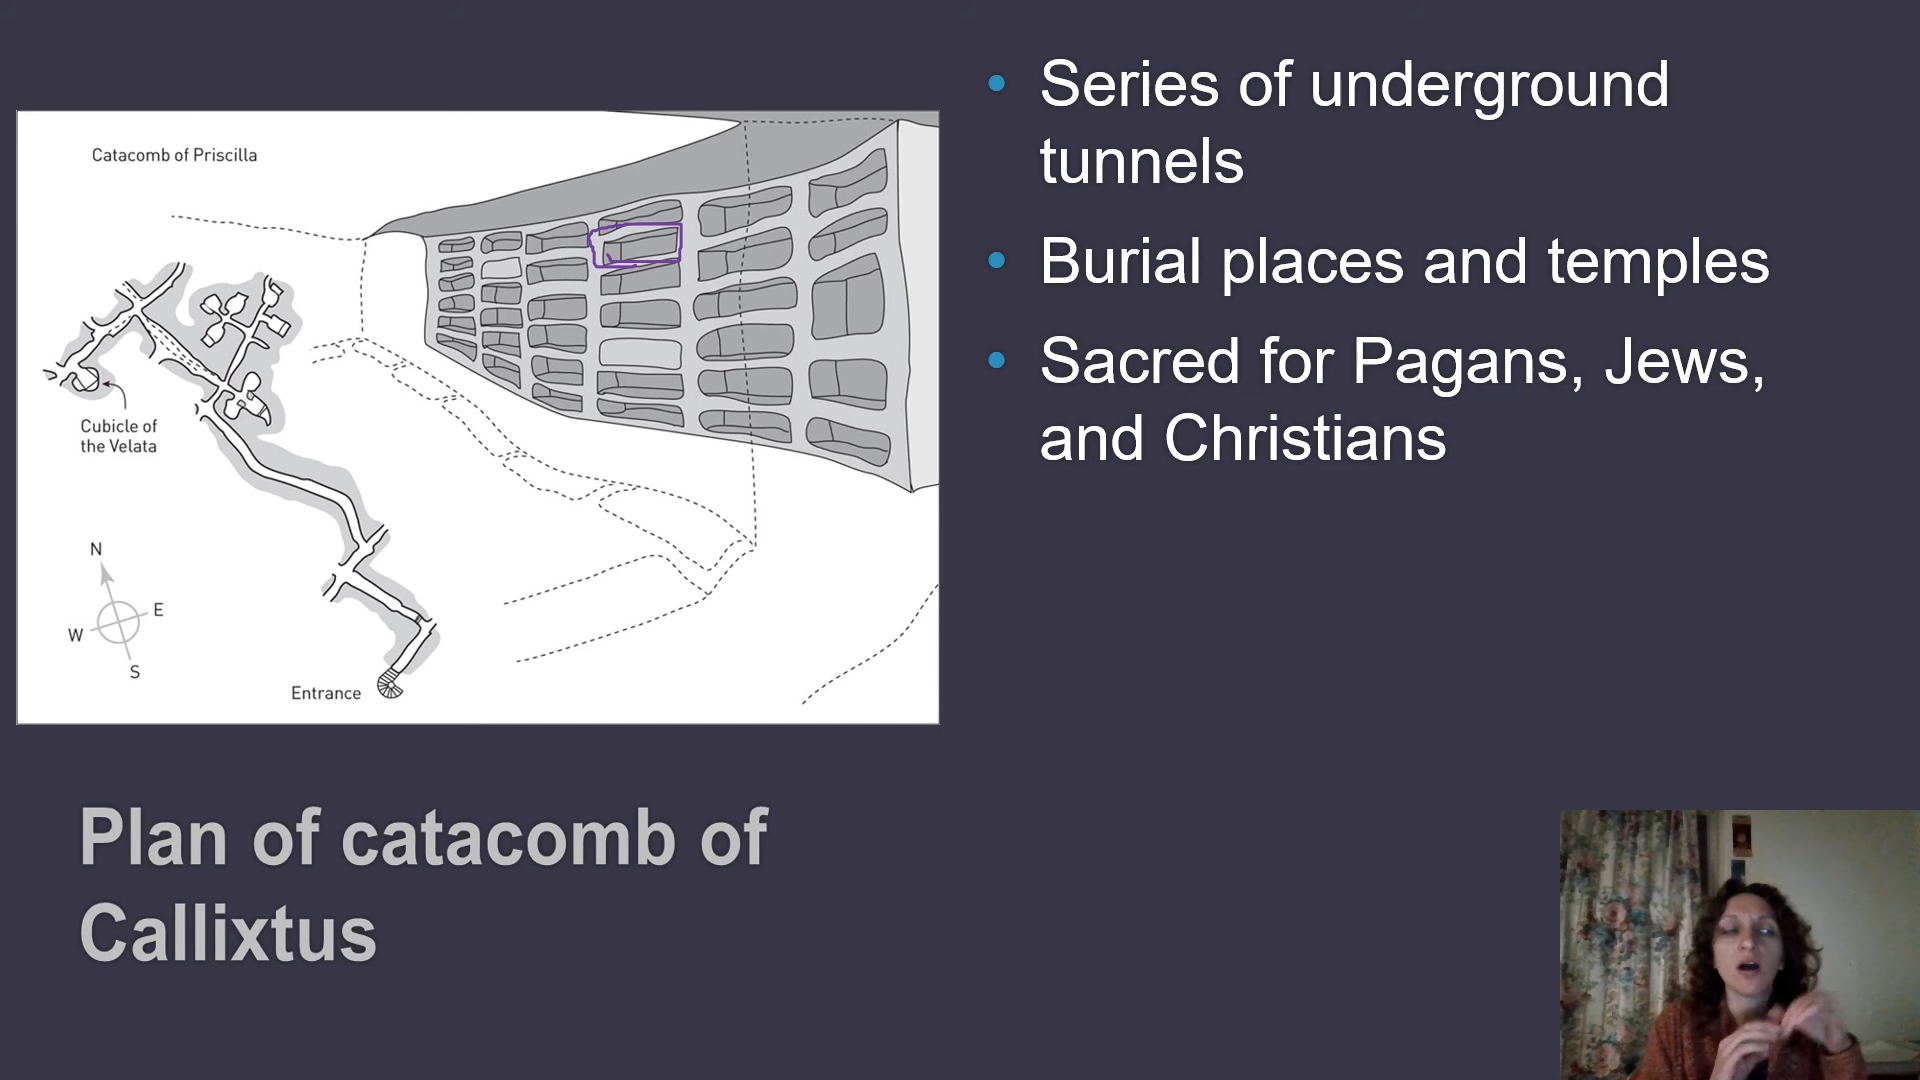 Catacomb of Priscilla
Cubicle of
the Velata
N
E
W
S
Entrance
• Series of underground
tunnels
• Burial places and temples
• Sacred for Pagans, Jews,
and Christians
Plan of catacomb of
Callixtus